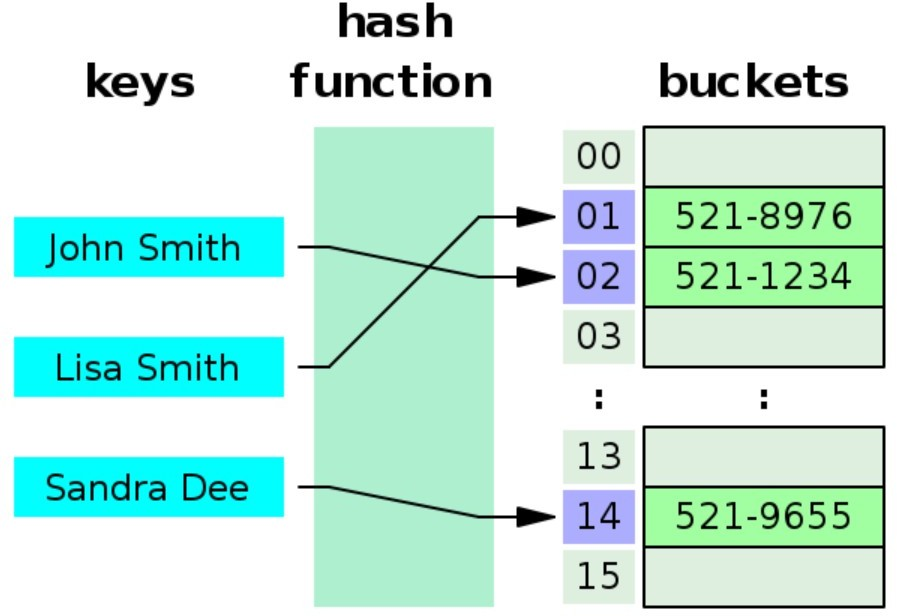 keys
hash
function
buckets
John Smith
Lisa Smith
Sandra Dee
00
01 521-8976
02 521-1234
03
: :
13
14 521-9655
15